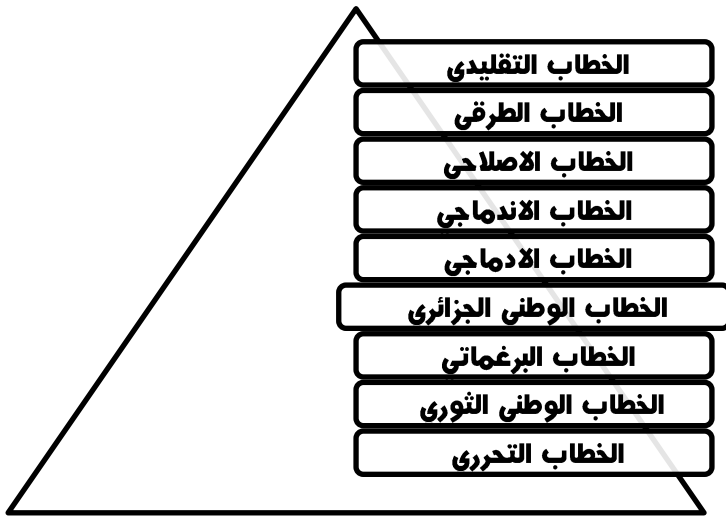 الخطاب التقليدي
الخطاب الطرقي
الخطاب الاصلاحي
الخطاب الاندماجي
الخطاب الادماجي
الخطاب الوطني الجزائري
الخطاب البرغماتي
الخطاب الوطني الثوري
الخطاب التحرري